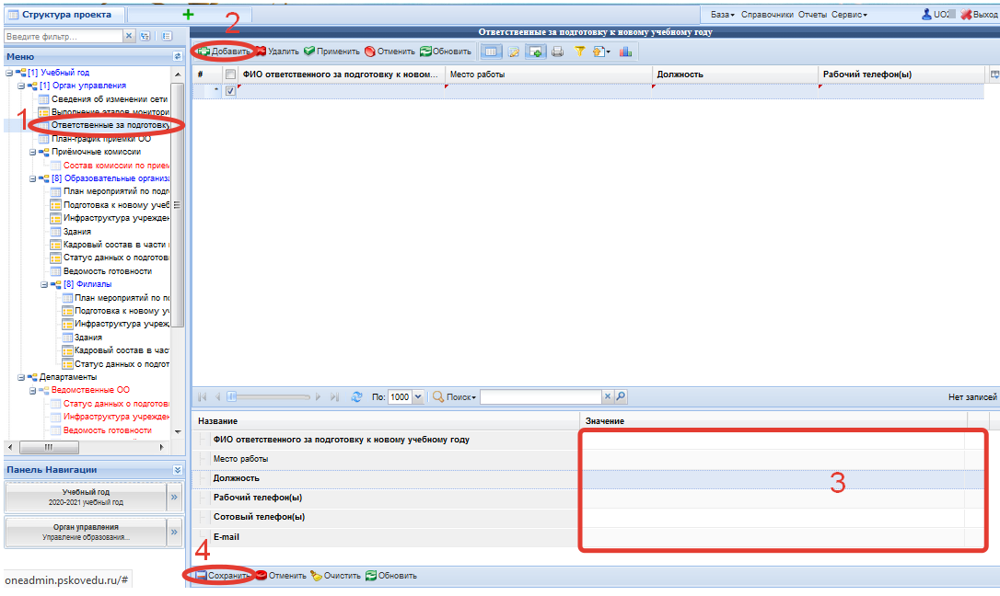 Структура проекта
База Справочники Отчеты Сервис
UO2
Выход
2
Введите фильтр...
Меню
[1] Учебный год
[1] Орган управления
Сведения об изменении сети
Выполнение этапов монитори
1
Ответственные за подготовку
План-график приемки ОО
Приёмочные комиссии
Состав комиссии по прием
[8] Образовательные организа
План мероприятий по подг
Подготовка к новому учеб
Инфраструктура учрежден
Здания
Кадровый состав в части
Статус данных о подготов
Ведомость готовности
[8] Филиалы
План мероприятий по по
Подготовка к новому уч
Инфраструктура учреж
Здания
Кадровый состав в час
Статус данных о подгот
Департаменты
Ведомственные ОО
Статус данных о подготов
Инфраструктура учрежден
Ведомость готовности
Панель Навигации
Учебный год
2020-2021 учебный год
Орган управления
Управление образования...
oneadmin.pskovedu.ru/#
Ответственные за подготовку к новому учебному году
Добавить Удалить Применить Отменить Обновить
# ФИО ответственного за подготовку к новом... Место работы Должность Рабочий телефон(ы)
*
По: 1000 Поиск
Нет записей
Название Значение
ФИО ответственного за подготовку к новому учебному году
Место работы
Должность
3
Рабочий телефон(ы)
Сотовый телефон(ы)
E-mail
4
Сохранить Отменить Очистить Обновить